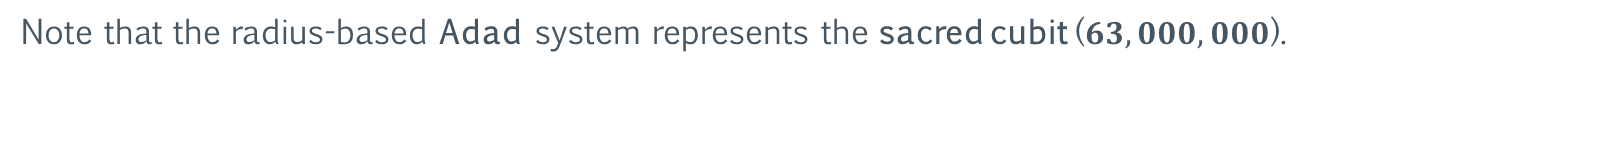 Note that the radius-based Adad system represents the sacred cubit (63, 000, 000).